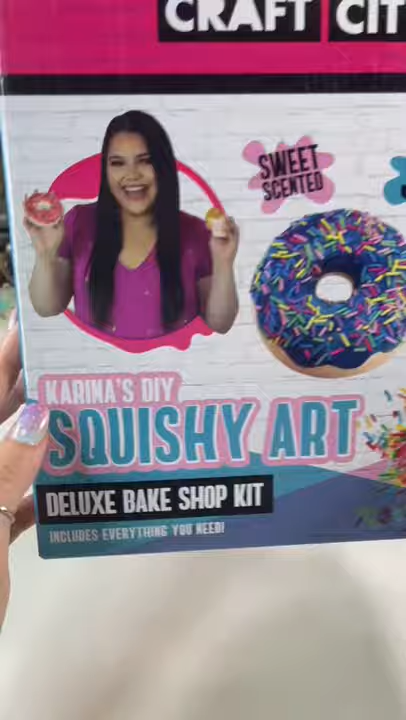 CRAFT CIT
SWEET
SCENTED
KARINA'S DIY
SQUISHY ART
DELUXE BAKE SHOP KIT
INCLUDES EVERYTHING YOU NEED!